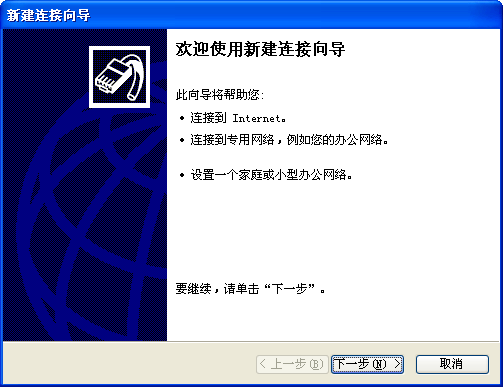 新建连接向导
欢迎使用新建连接向导
此向导将帮助您:
• 连接到 Internet。
• 连接到专用网络，例如您的办公网络。
• 设置一个家庭或小型办公网络。
要继续，请单击“下一步”。
< 上一步(B) 下一步(N) > 取消